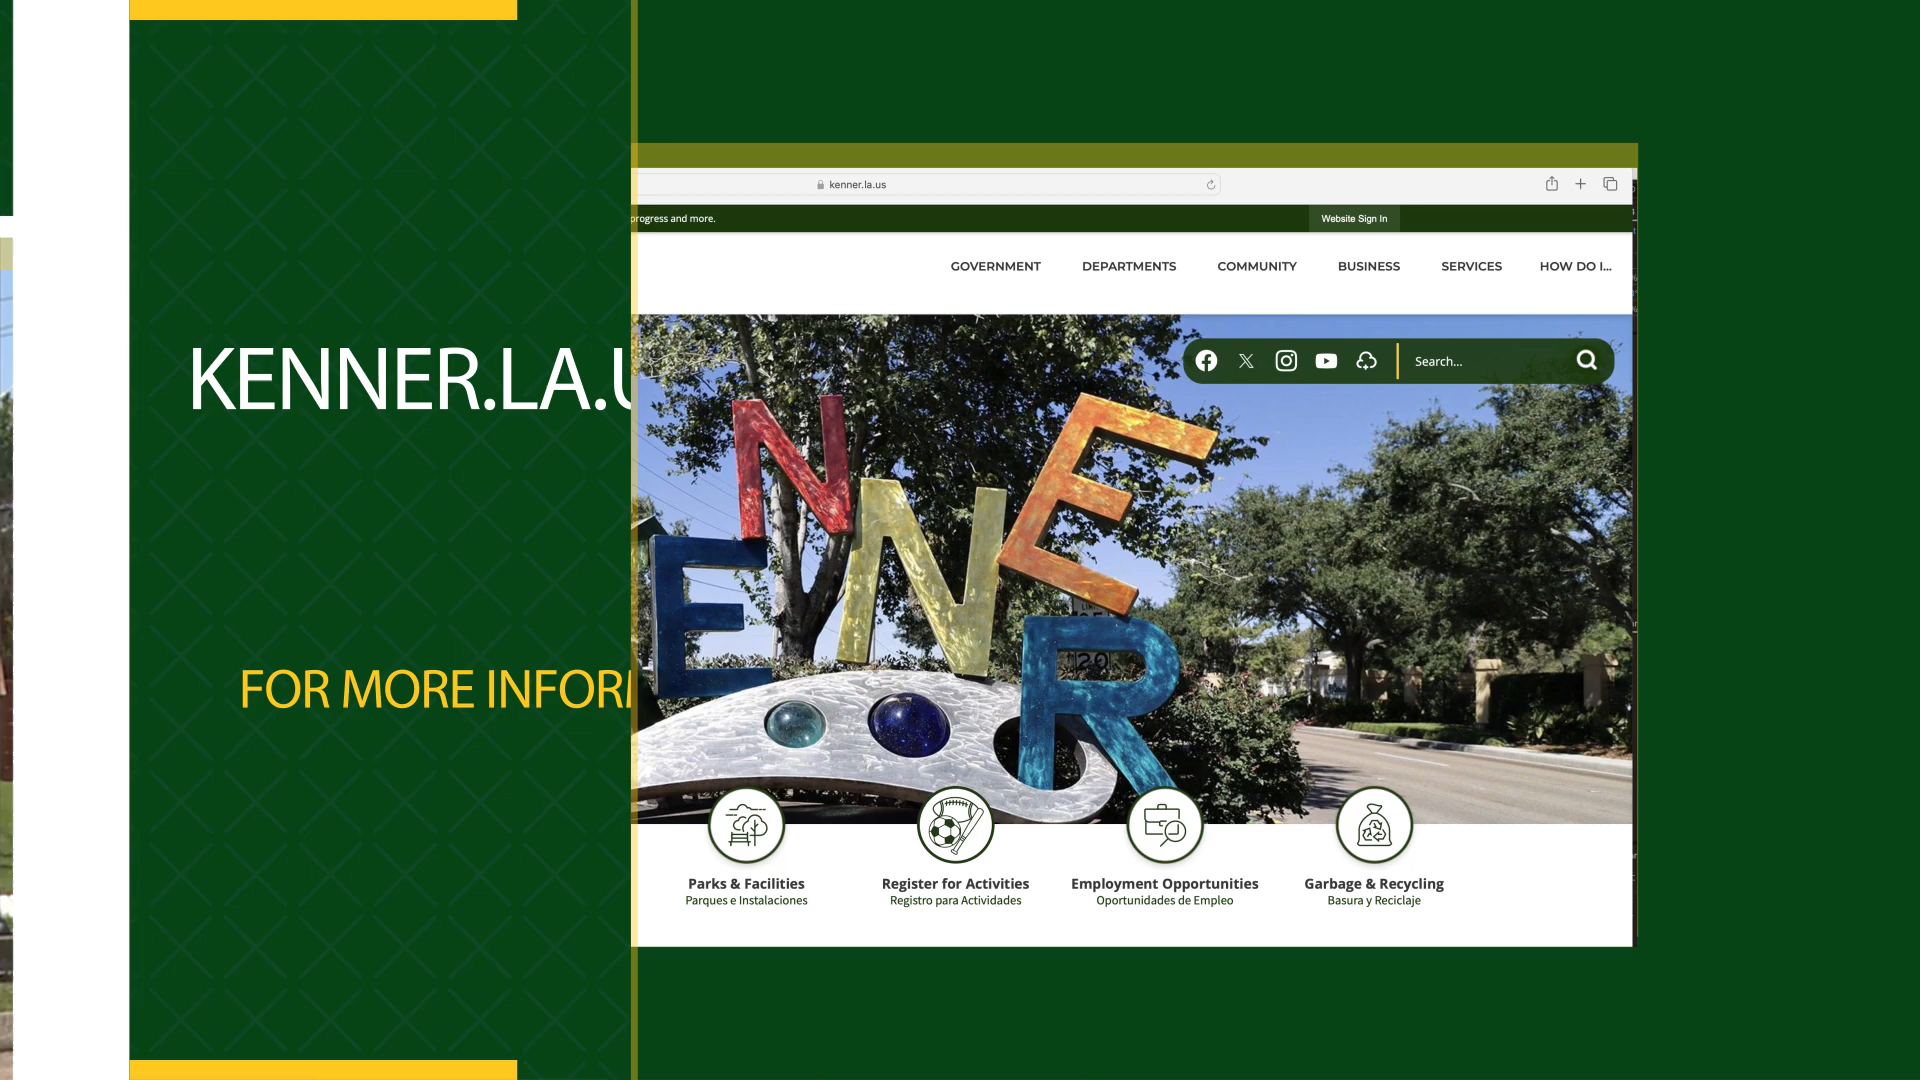 KENNER.LA.U
FOR MORE INFOR
kenner.la.us
progress and more.
Website Sign In
GOVERNMENT
DEPARTMENTS
COMMUNITY
BUSINESS
SERVICES
HOW DO I...
Search...
N
E
E
N
R
20
Parks & Facilities
Parques e Instalaciones
Register for Activities
Registro para Actividades
Employment Opportunities
Oportunidades de Empleo
Garbage & Recycling
Basura y Reciclaje